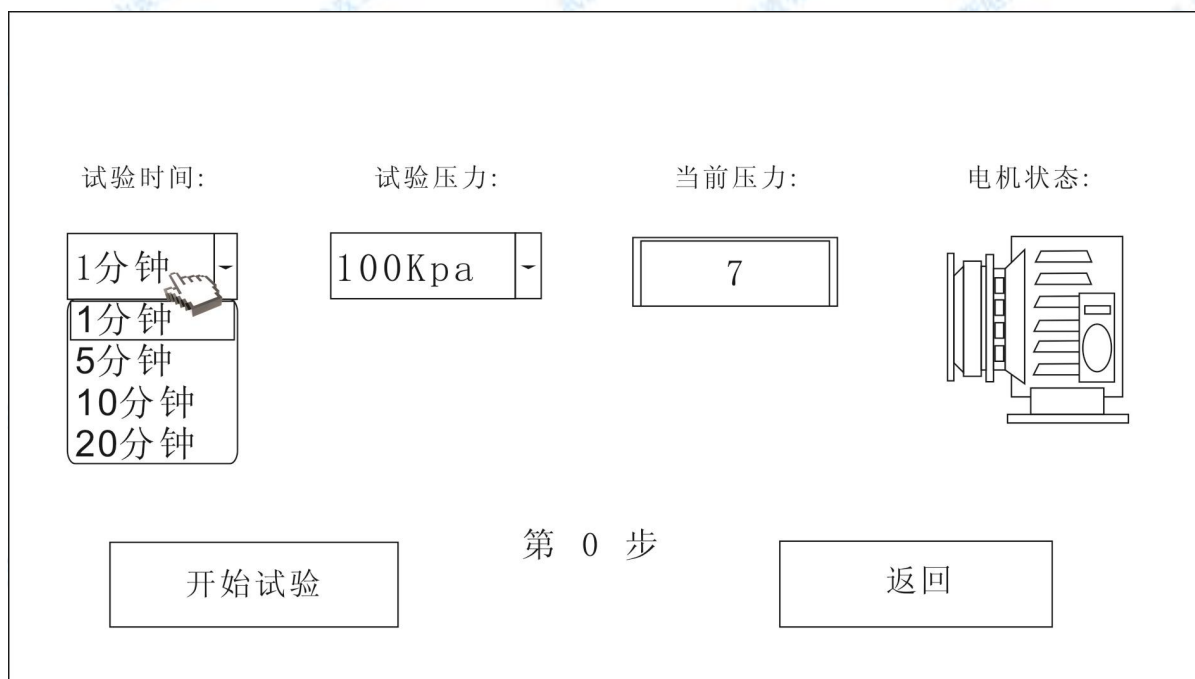 试验时间:
试验压力:
当前压力:
电机状态:
1分钟
100Kpa
7
1分钟
5分钟
10分钟
20分钟
第 0 步
开始试验
返回